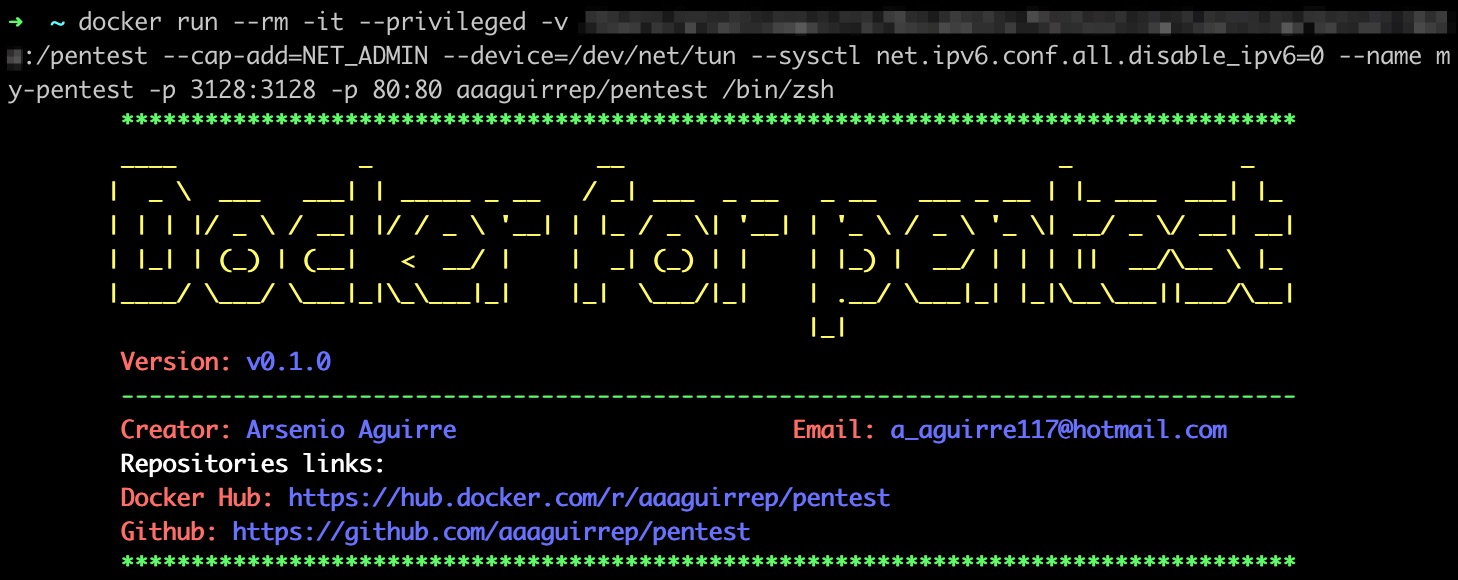 ➜ ~ docker run --rm -it --privileged -v
:/pentest --cap-add=NET_ADMIN --device=/dev/net/tun --sysctl net.ipv6.conf.all.disable_ipv6=0 --name m
y-pentest -p 3128:3128 -p 80:80 aaaguirrep/pentest /bin/zsh
************************************************************************************
Docker for pentest
Version: v0.1.0
------------------------------------------------------------------------------------
Creator: Arsenio Aguirre Email: a_aguirre117@hotmail.com
Repositories links:
Docker Hub: https://hub.docker.com/r/aaaguirrep/pentest
Github: https://github.com/aaaguirrep/pentest
************************************************************************************